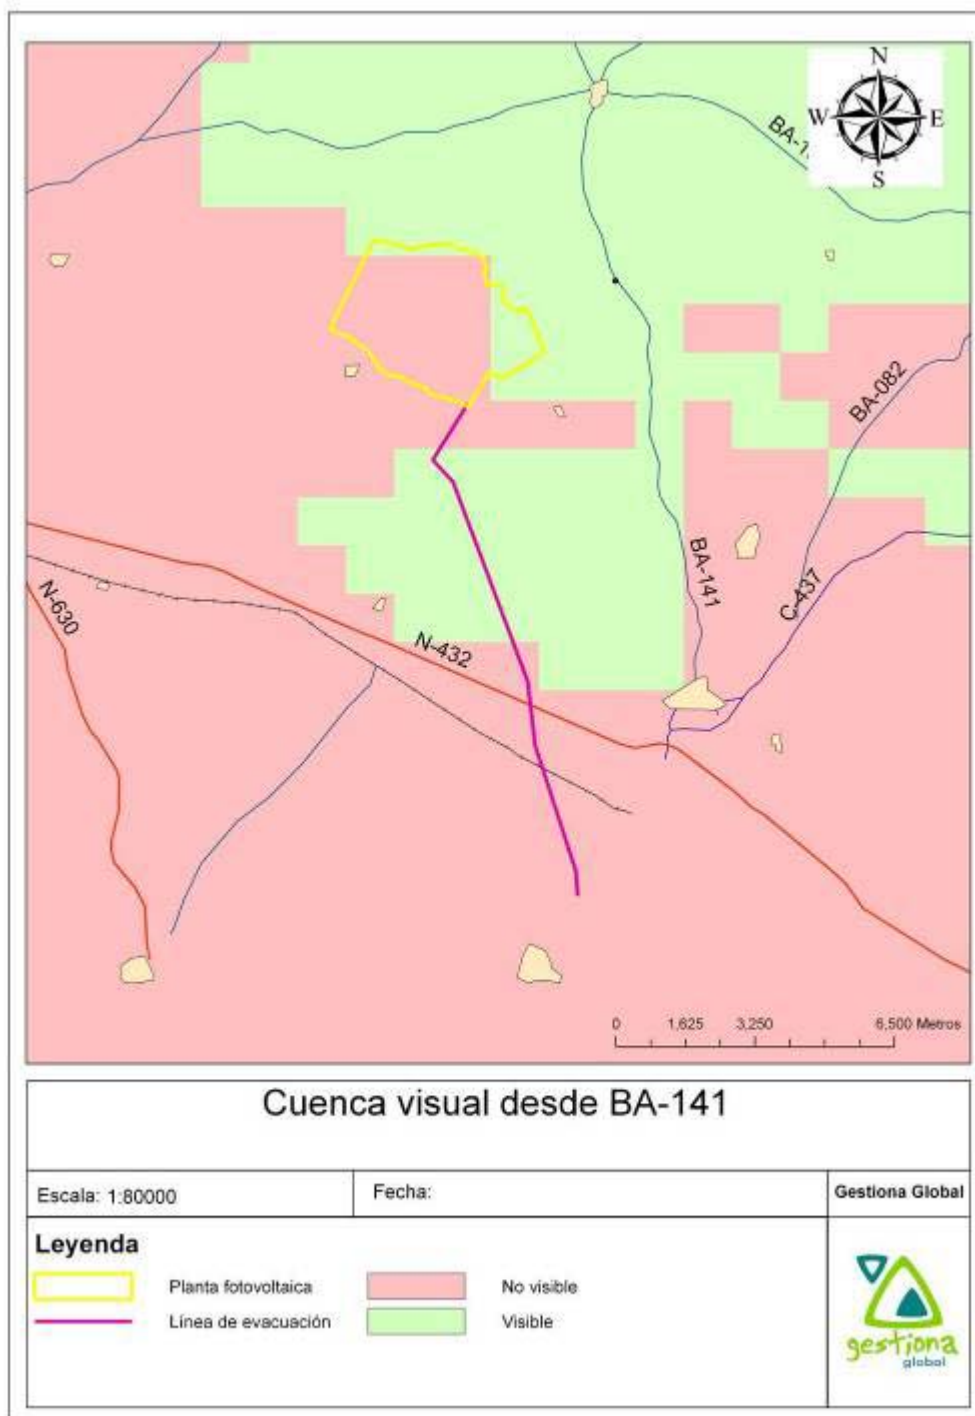 N
W E
S
BA-082
BA-141
C-437
N-630
N-432
0 1,625 3,250 6,500 Metros
Cuenca visual desde BA-141
Escala: 1:80000
Fecha:
Gestiona Global
Leyenda
Planta fotovoltaica
No visible
Línea de evacuación
Visible
gestiona
global